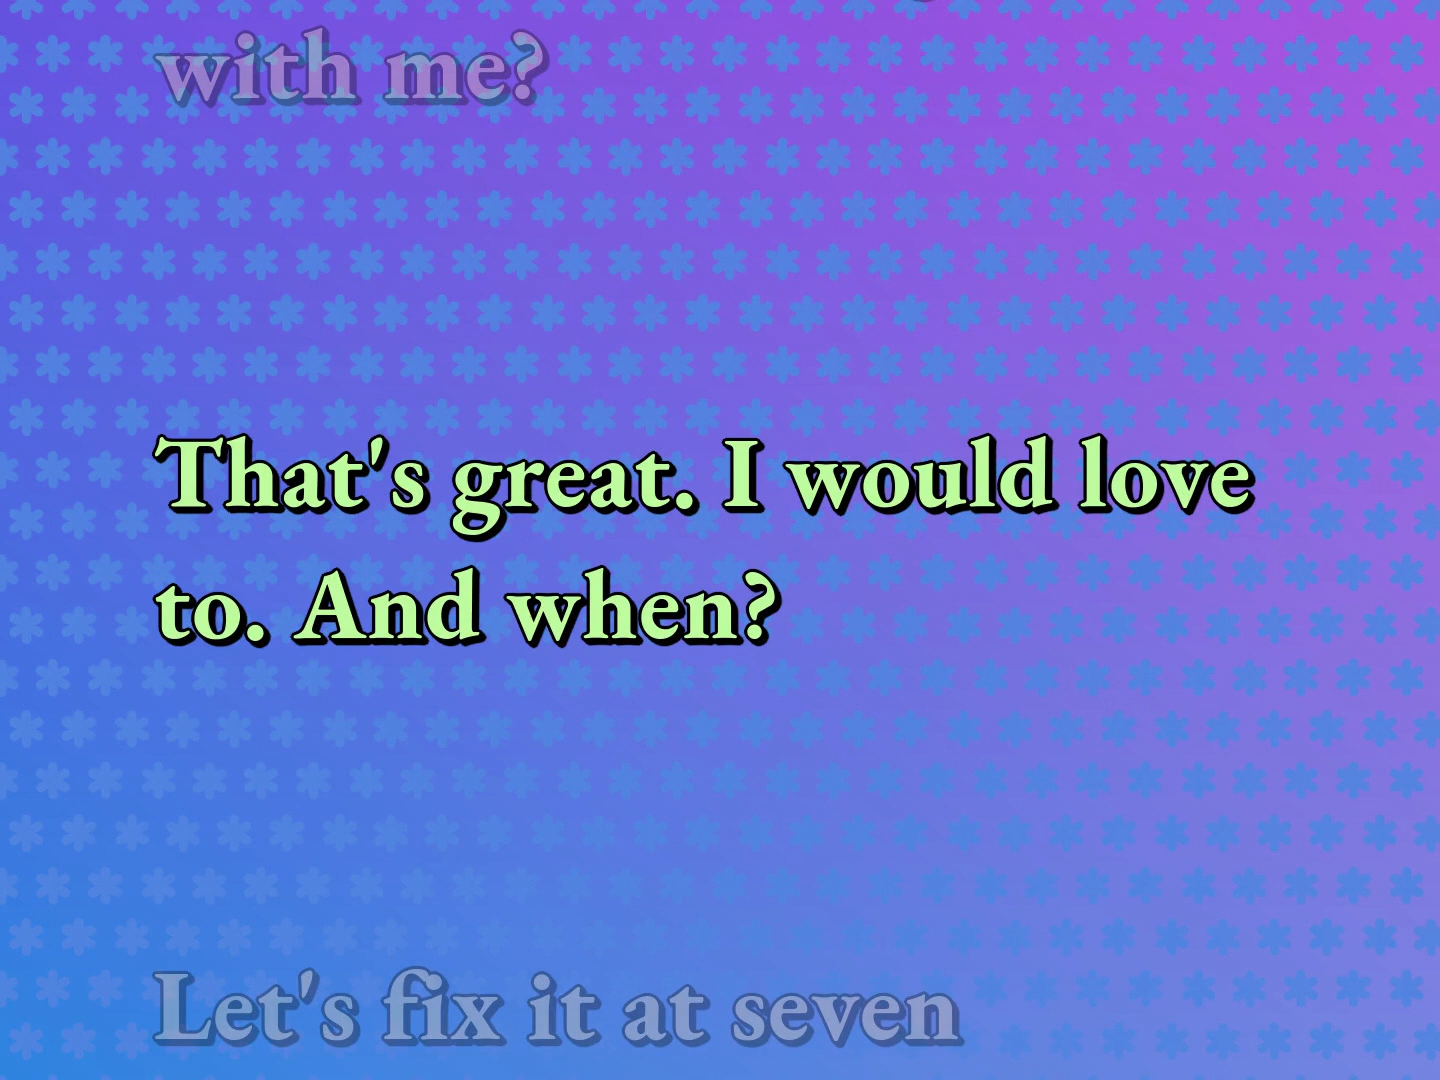 with me?
That's great. I would love
to. And when?
Let's fix it at seven